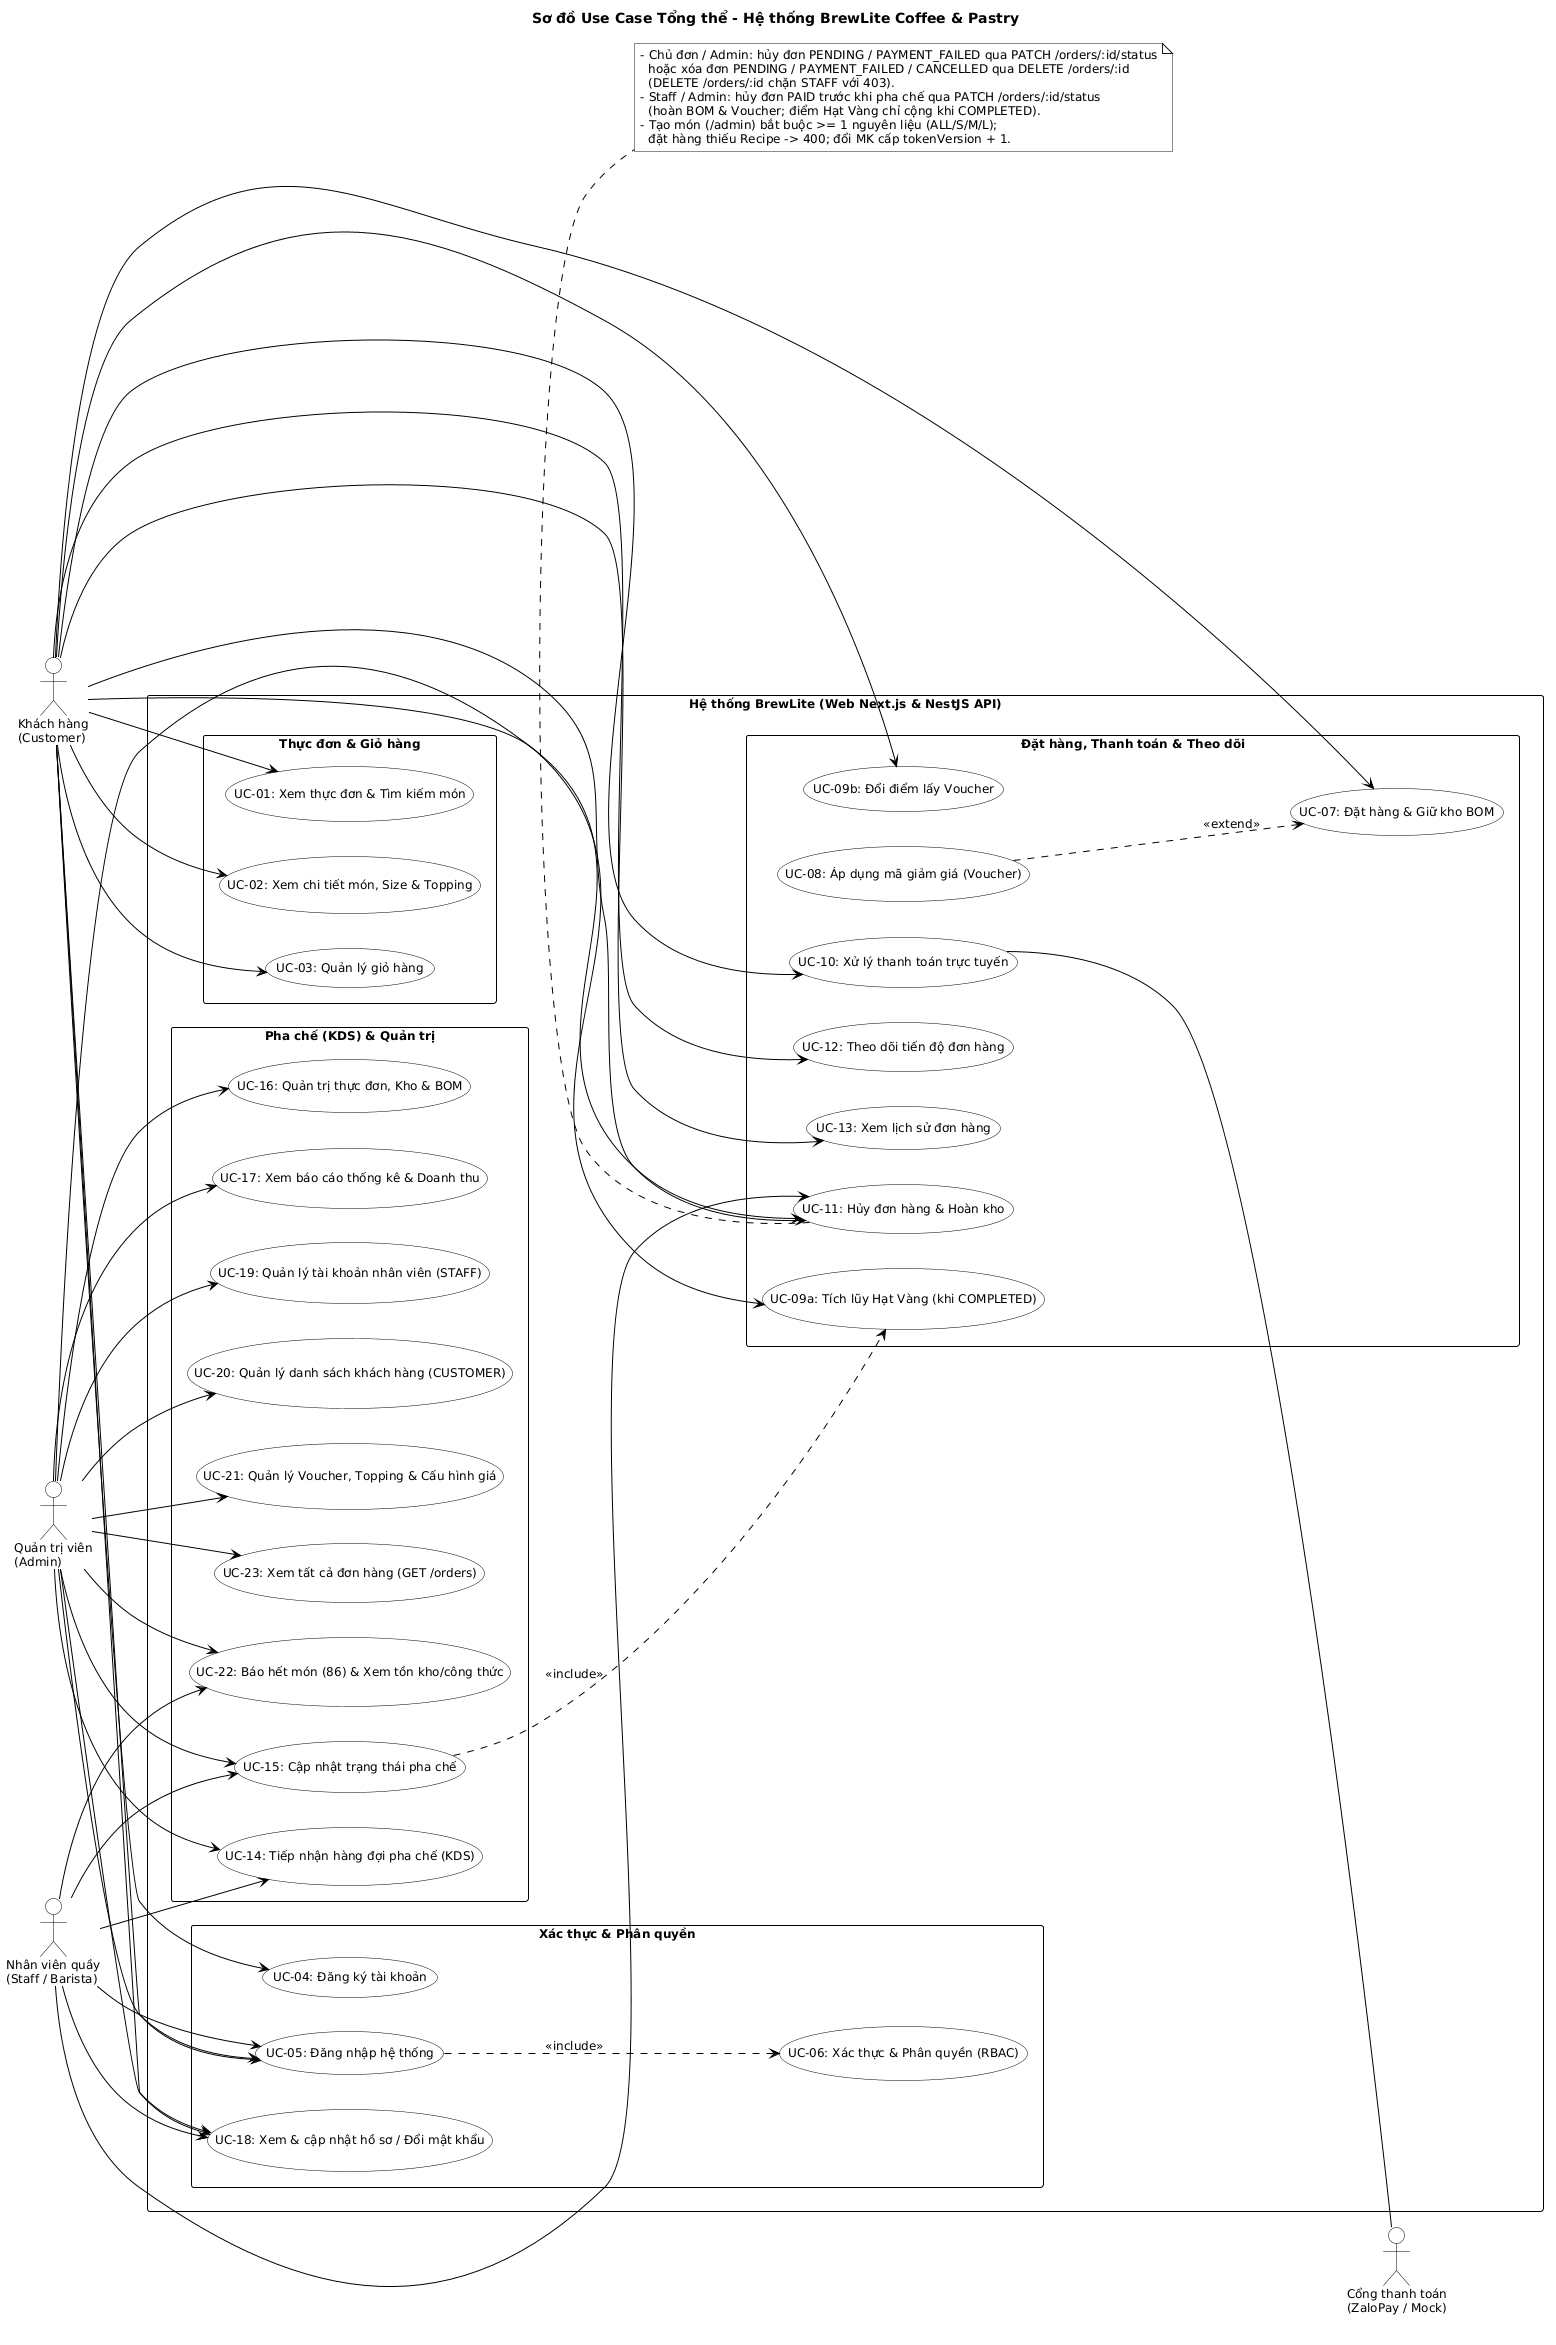 Sơ đồ Use Case Tổng thể - Hệ thống BrewLite Coffee & Pastry
- Chủ đơn / Admin: hủy đơn PENDING / PAYMENT_FAILED qua PATCH /orders/:id/status
hoặc xóa đơn PENDING / PAYMENT_FAILED / CANCELLED qua DELETE /orders/:id
(DELETE /orders/:id chặn STAFF với 403).
- Staff / Admin: hủy đơn PAID trước khi pha chế qua PATCH /orders/:id/status
(hoàn BOM & Voucher; điểm Hạt Vàng chỉ cộng khi COMPLETED).
- Tạo món (/admin) bắt buộc >= 1 nguyên liệu (ALL/S/M/L);
đặt hàng thiếu Recipe -> 400; đổi MK cấp tokenVersion + 1.
Khách hàng
(Customer)
Hệ thống BrewLite (Web Next.js & NestJS API)
Thực đơn & Giỏ hàng
UC-01: Xem thực đơn & Tìm kiếm món
UC-02: Xem chi tiết món, Size & Topping
UC-03: Quản lý giỏ hàng
Đặt hàng, Thanh toán & Theo dõi
UC-09b: Đổi điểm lấy Voucher
UC-07: Đặt hàng & Giữ kho BOM
«extend»
UC-08: Áp dụng mã giảm giá (Voucher)
UC-10: Xử lý thanh toán trực tuyến
UC-12: Theo dõi tiến độ đơn hàng
UC-13: Xem lịch sử đơn hàng
UC-11: Hủy đơn hàng & Hoàn kho
UC-09a: Tích lũy Hạt Vàng (khi COMPLETED)
Pha chế (KDS) & Quản trị
UC-16: Quản trị thực đơn, Kho & BOM
UC-17: Xem báo cáo thống kê & Doanh thu
UC-19: Quản lý tài khoản nhân viên (STAFF)
UC-20: Quản lý danh sách khách hàng (CUSTOMER)
UC-21: Quản lý Voucher, Topping & Cấu hình giá
Quản trị viên
(Admin)
UC-23: Xem tất cả đơn hàng (GET /orders)
UC-22: Báo hết món (86) & Xem tồn kho/công thức
«include»
UC-15: Cập nhật trạng thái pha chế
UC-14: Tiếp nhận hàng đợi pha chế (KDS)
Nhân viên quầy
(Staff / Barista)
Xác thực & Phân quyền
UC-04: Đăng ký tài khoản
UC-05: Đăng nhập hệ thống
«include»
UC-06: Xác thực & Phân quyền (RBAC)
UC-18: Xem & cập nhật hồ sơ / Đổi mật khẩu
Cổng thanh toán
(ZaloPay / Mock)